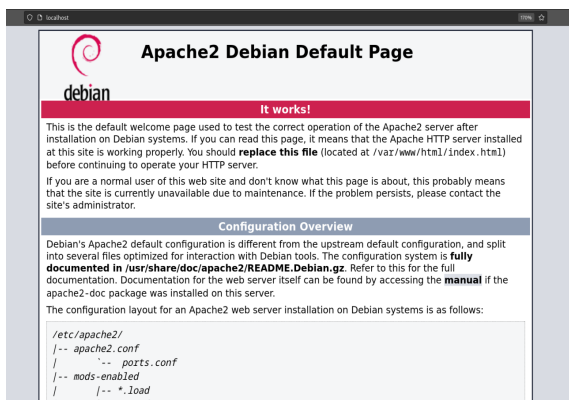 localhost
170%
debian
Apache2 Debian Default Page
It works!
This is the default welcome page used to test the correct operation of the Apache2 server after
installation on Debian systems. If you can read this page, it means that the Apache HTTP server installed
at this site is working properly. You should replace this file (located at /var/www/html/index.html)
before continuing to operate your HTTP server.
If you are a normal user of this web site and don't know what this page is about, this probably means
that the site is currently unavailable due to maintenance. If the problem persists, please contact the
site's administrator.
Configuration Overview
Debian's Apache2 default configuration is different from the upstream default configuration, and split
into several files optimized for interaction with Debian tools. The configuration system is fully
documented in /usr/share/doc/apache2/README.Debian.gz. Refer to this for the full
documentation. Documentation for the web server itself can be found by accessing the manual if the
apache2-doc package was installed on this server.
The configuration layout for an Apache2 web server installation on Debian systems is as follows:
/etc/apache2/
|-- apache2.conf
|       `--  ports.conf
|-- mods-enabled
|       |-- *.load